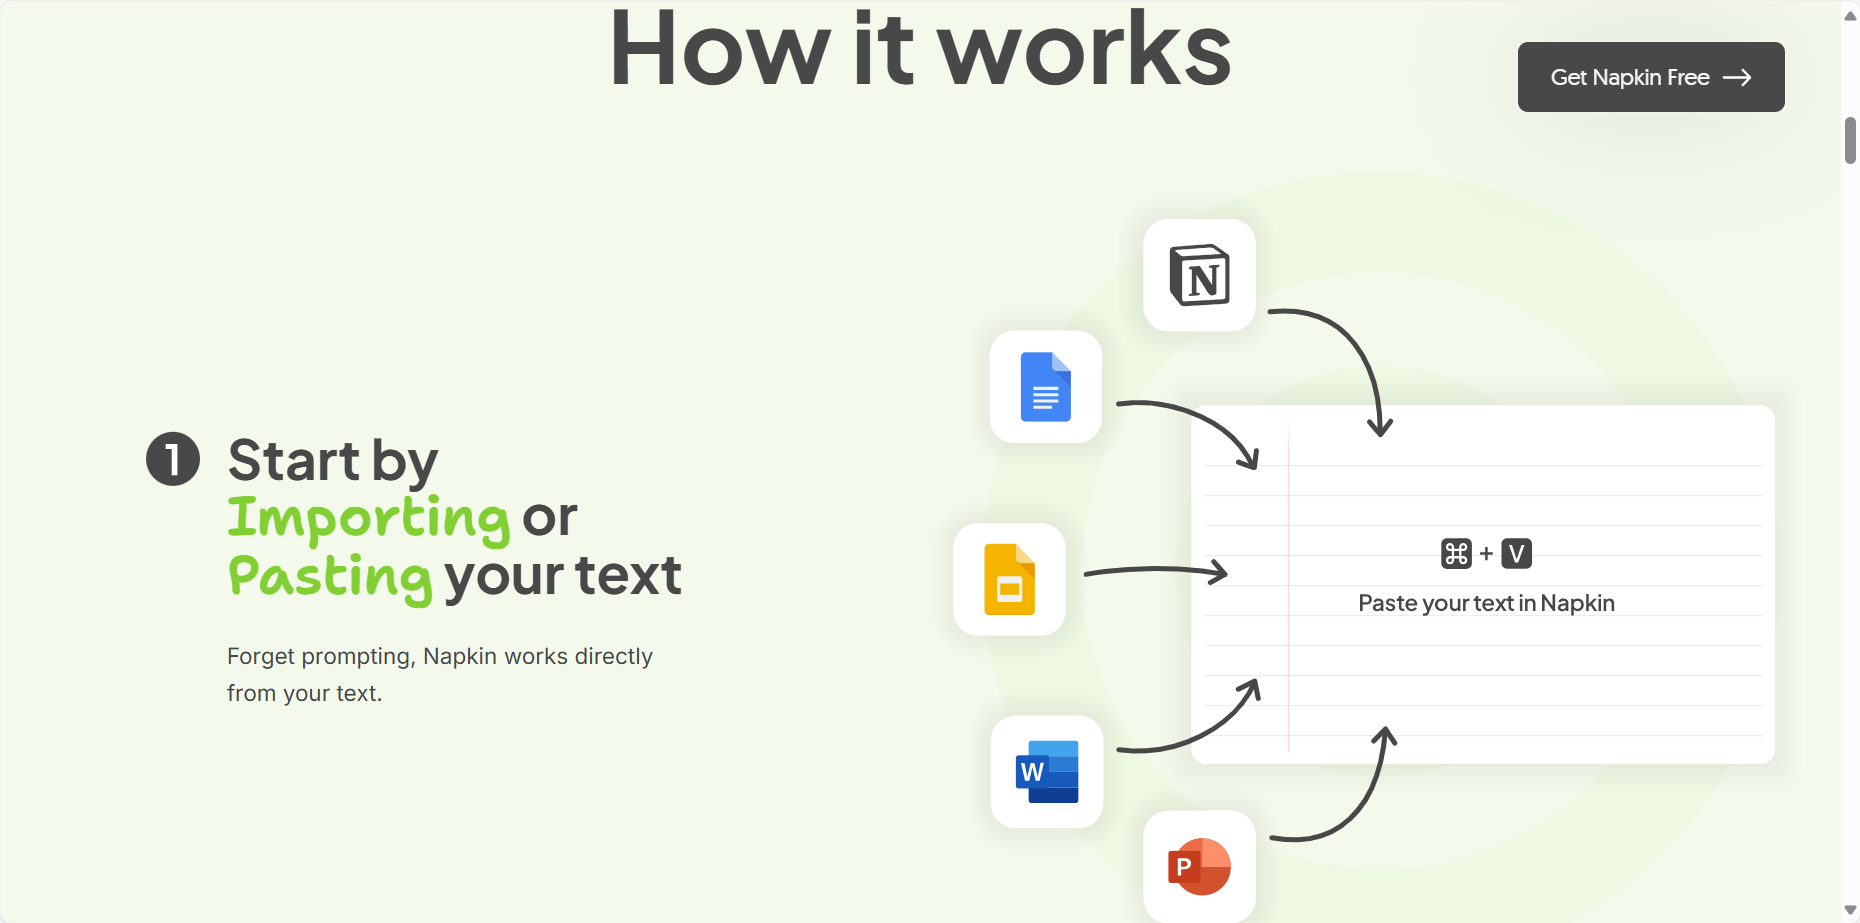 How it works
Get Napkin Free
N
1
Start by
Importing or
Pasting your text
⌘ + V
Paste your text in Napkin
Forget prompting, Napkin works directly
from your text.
W
P